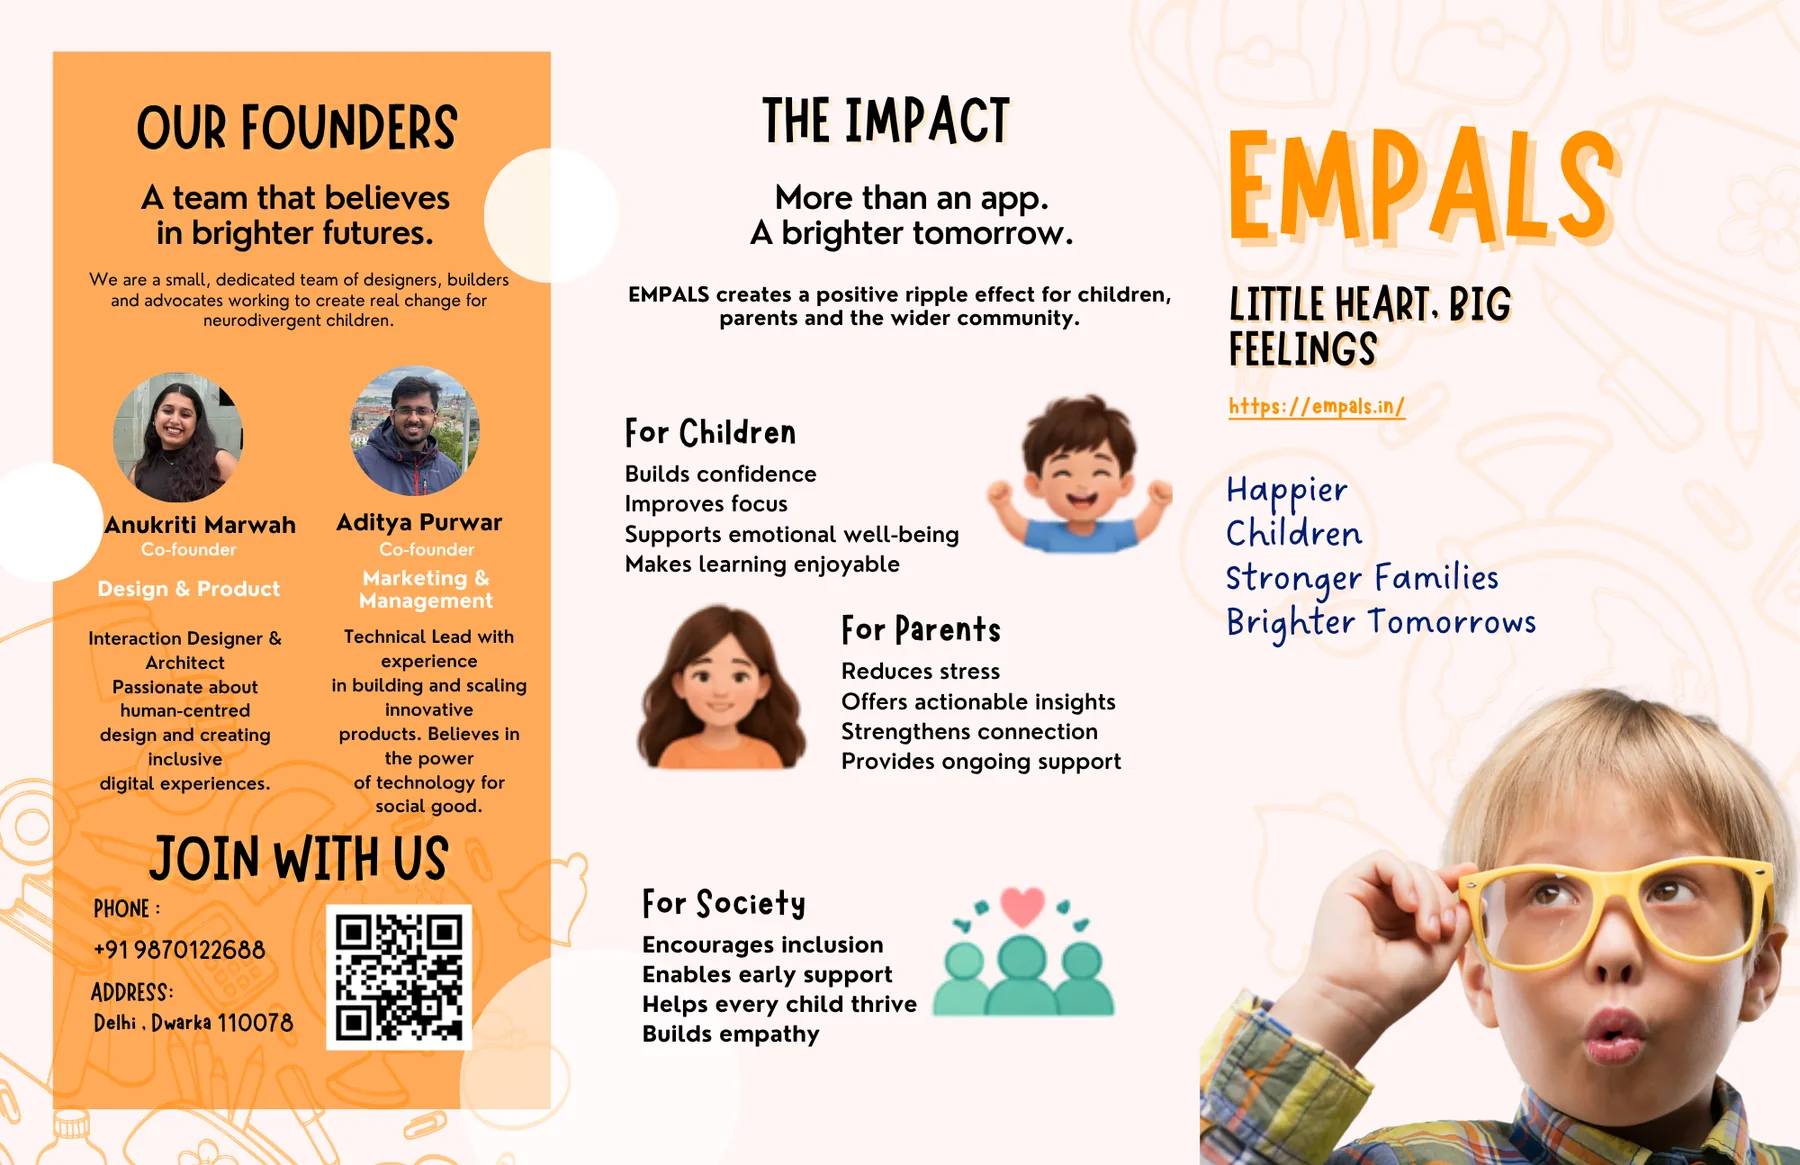 OUR FOUNDERS
A team that believes
in brighter futures.
We are a small, dedicated team of designers, builders
and advocates working to create real change for
neurodivergent children.
Anukriti Marwah
Co-founder
Design & Product
Interaction Designer &
Architect
Passionate about
human-centred
design and creating
inclusive
digital experiences.
Aditya Purwar
Co-founder
Marketing &
Management
Technical Lead with
experience
in building and scaling
innovative
products. Believes in
the power
of technology for
social good.
JOIN WITH US
PHONE :
+91 9870122688
ADDRESS:
Delhi , Dwarka 110078
THE IMPACT
More than an app.
A brighter tomorrow.
EMPALS creates a positive ripple effect for children,
parents and the wider community.
For Children
Builds confidence
Improves focus
Supports emotional well-being
Makes learning enjoyable
For Parents
Reduces stress
Offers actionable insights
Strengthens connection
Provides ongoing support
For Society
Encourages inclusion
Enables early support
Helps every child thrive
Builds empathy
EMPALS
LITTLE HEART, BIG
FEELINGS
https://empals.in/
Happier
Children
Stronger Families
Brighter Tomorrows